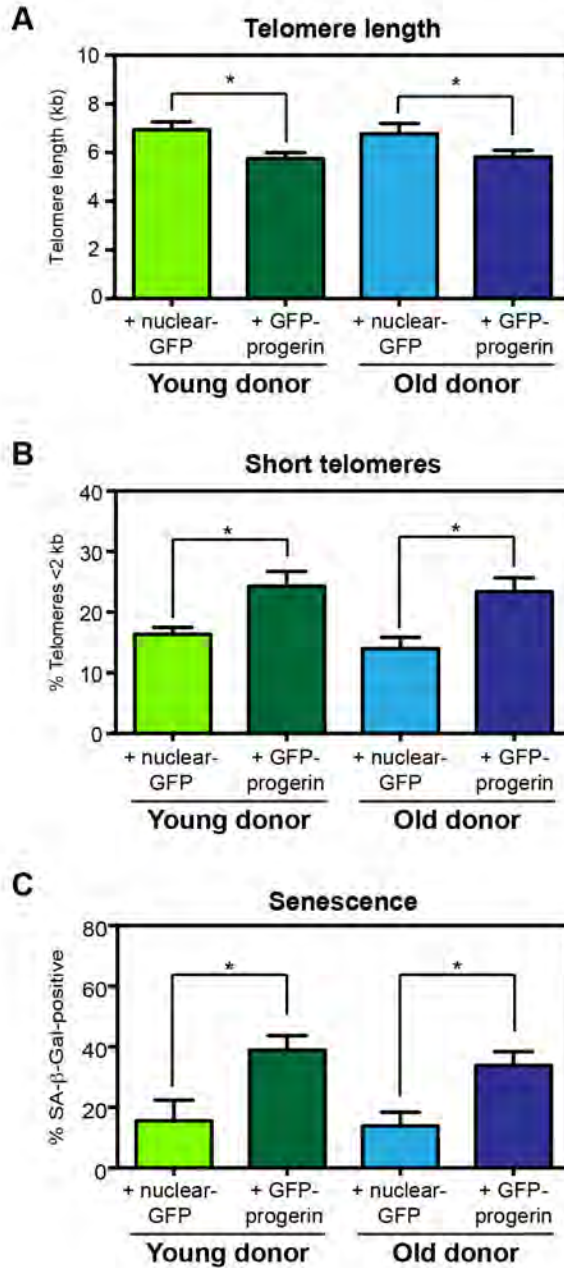 A
Telomere length
Telomere length (kb)
10
8
6
4
2
0
*
*
+ nuclear-
GFP
+ GFP-
progerin
+ nuclear-
GFP
+ GFP-
progerin
Young donor
Old donor
B
Short telomeres
% Telomeres <2 kb
40
30
20
10
0
*
*
+ nuclear-
GFP
+ GFP-
progerin
+ nuclear-
GFP
+ GFP-
progerin
Young donor
Old donor
C
Senescence
% SA-β-Gal-positive
80
60
40
20
0
*
*
+ nuclear-
GFP
+ GFP-
progerin
+ nuclear-
GFP
+ GFP-
progerin
Young donor
Old donor